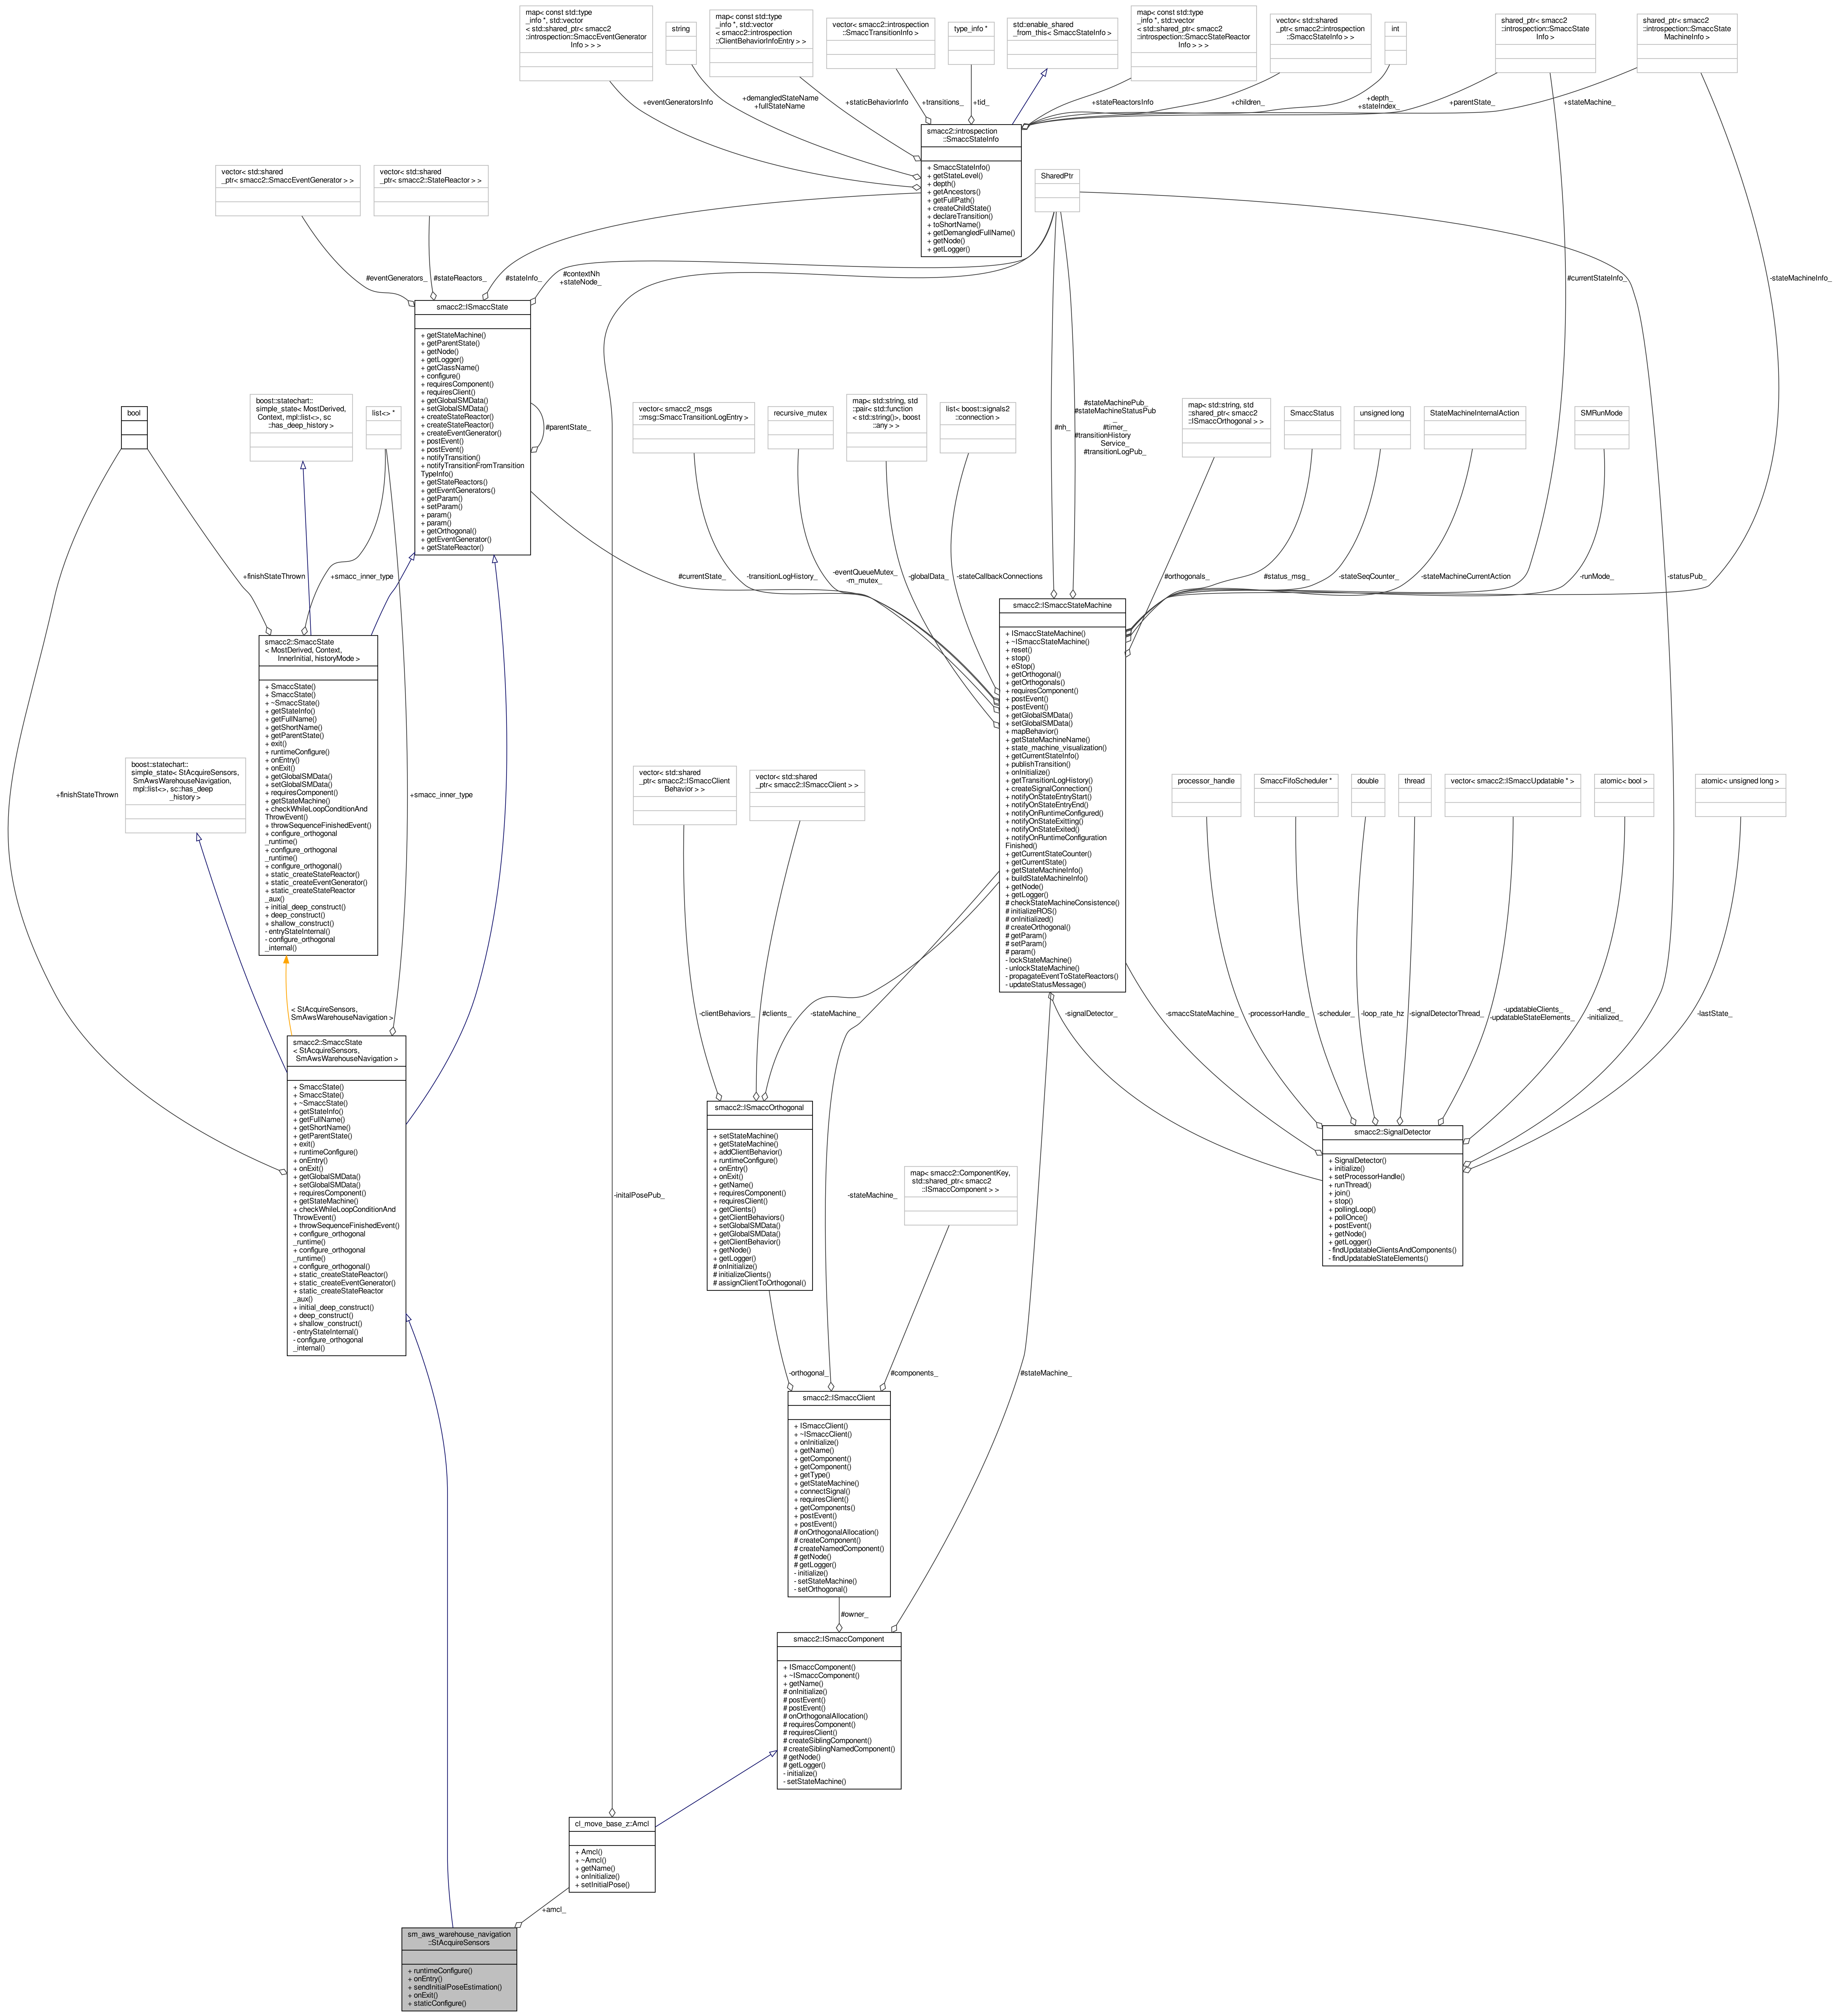 map< const std::type
_info *, std::vector
< std::shared_ptr< smacc2
::introspection::SmaccEventGenerator
Info > > >
string
map< const std::type
_info *, std::vector
< smacc2::introspection
::ClientBehaviorInfoEntry > >
vector< smacc2::introspection
::SmaccTransitionInfo >
type_info *
std::enable_shared
_from_this< SmaccStateInfo >
map< const std::type
_info *, std::vector
< std::shared_ptr< smacc2
::introspection::SmaccStateReactor
Info > > >
vector< std::shared
_ptr< smacc2::introspection
::SmaccStateInfo > >
int
shared_ptr< smacc2
::introspection::SmaccState
Info >
shared_ptr< smacc2
::introspection::SmaccState
MachineInfo >
+eventGeneratorsInfo
+demangledStateName
+fullStateName
+staticBehaviorInfo
+transitions_
+tid_
+stateReactorsInfo
+children_
+depth_
+stateIndex_
+parentState_
+stateMachine_
smacc2::introspection
::SmaccStateInfo
+ SmaccStateInfo()
+ getStateLevel()
+ depth()
+ getAncestors()
+ getFullPath()
+ createChildState()
+ declareTransition()
+ toShortName()
+ getDemangledFullName()
+ getNode()
+ getLogger()
vector< std::shared
_ptr< smacc2::SmaccEventGenerator > >
vector< std::shared
_ptr< smacc2::StateReactor > >
SharedPtr
#eventGenerators_
#stateReactors_
#stateInfo_
#contextNh
+stateNode_
#currentStateInfo_
-stateMachineInfo_
smacc2::ISmaccState
+ getStateMachine()
+ getParentState()
+ getNode()
+ getLogger()
+ getClassName()
+ configure()
+ requiresComponent()
+ requiresClient()
+ getGlobalSMData()
+ setGlobalSMData()
+ createStateReactor()
+ createStateReactor()
+ createEventGenerator()
+ postEvent()
+ postEvent()
+ notifyTransition()
+ notifyTransitionFromTransition
TypeInfo()
+ getStateReactors()
+ getEventGenerators()
+ getParam()
+ setParam()
+ param()
+ param()
+ getOrthogonal()
+ getEventGenerator()
+ getStateReactor()
#parentState_
bool
boost::statechart::
simple_state< MostDerived,
Context, mpl::list<>, sc
::has_deep_history >
list<> *
vector< smacc2_msgs
::msg::SmaccTransitionLogEntry >
recursive_mutex
map< std::string, std
::pair< std::function
< std::string()>, boost
::any > >
list< boost::signals2
::connection >
#nh_
#stateMachinePub_
#stateMachineStatusPub
_
#timer_
#transitionHistory
Service_
#transitionLogPub_
map< std::string, std
::shared_ptr< smacc2
::ISmaccOrthogonal > >
SmaccStatus
unsigned long
StateMachineInternalAction
SMRunMode
+finishStateThrown
+smacc_inner_type
#currentState_
-transitionLogHistory_
-eventQueueMutex_
-m_mutex_
-globalData_
-stateCallbackConnections
#orthogonals_
#status_msg_
-stateSeqCounter_
-stateMachineCurrentAction
-runMode_
-statusPub_
smacc2::SmaccState
< MostDerived, Context,
InnerInitial, historyMode >
+ SmaccState()
+ SmaccState()
+ ~SmaccState()
+ getStateInfo()
+ getFullName()
+ getShortName()
+ getParentState()
+ exit()
+ runtimeConfigure()
+ onEntry()
+ onExit()
+ getGlobalSMData()
+ setGlobalSMData()
+ requiresComponent()
+ getStateMachine()
+ checkWhileLoopConditionAnd
ThrowEvent()
+ throwSequenceFinishedEvent()
+ configure_orthogonal
_runtime()
+ configure_orthogonal
_runtime()
+ configure_orthogonal()
+ static_createStateReactor()
+ static_createEventGenerator()
+ static_createStateReactor
_aux()
+ initial_deep_construct()
+ deep_construct()
+ shallow_construct()
- entryStateInternal()
- configure_orthogonal
_internal()
smacc2::ISmaccStateMachine
+ ISmaccStateMachine()
+ ~ISmaccStateMachine()
+ reset()
+ stop()
+ eStop()
+ getOrthogonal()
+ getOrthogonals()
+ requiresComponent()
+ postEvent()
+ postEvent()
+ getGlobalSMData()
+ setGlobalSMData()
+ mapBehavior()
+ getStateMachineName()
+ state_machine_visualization()
+ getCurrentStateInfo()
+ publishTransition()
+ onInitialize()
+ getTransitionLogHistory()
+ createSignalConnection()
+ notifyOnStateEntryStart()
+ notifyOnStateEntryEnd()
+ notifyOnRuntimeConfigured()
+ notifyOnStateExitting()
+ notifyOnStateExited()
+ notifyOnRuntimeConfiguration
Finished()
+ getCurrentStateCounter()
+ getCurrentState()
+ getStateMachineInfo()
+ buildStateMachineInfo()
+ getNode()
+ getLogger()
# checkStateMachineConsistence()
# initializeROS()
# onInitialized()
# createOrthogonal()
# getParam()
# setParam()
# param()
- lockStateMachine()
- unlockStateMachine()
- propagateEventToStateReactors()
- updateStatusMessage()
boost::statechart::
simple_state< StAcquireSensors,
SmAwsWarehouseNavigation,
mpl::list<>, sc::has_deep
_history >
+finishStateThrown
+smacc_inner_type
vector< std::shared
_ptr< smacc2::ISmaccClient
Behavior > >
vector< std::shared
_ptr< smacc2::ISmaccClient > >
processor_handle
SmaccFifoScheduler *
double
thread
vector< smacc2::ISmaccUpdatable * >
atomic< bool >
atomic< unsigned long >
< StAcquireSensors,
SmAwsWarehouseNavigation >
-clientBehaviors_
#clients_
-stateMachine_
-signalDetector_
-smaccStateMachine_
-processorHandle_
-scheduler_
-loop_rate_hz
-signalDetectorThread_
-updatableClients_
-updatableStateElements_
-end_
-initialized_
-lastState_
smacc2::SmaccState
< StAcquireSensors,
SmAwsWarehouseNavigation >
+ SmaccState()
+ SmaccState()
+ ~SmaccState()
+ getStateInfo()
+ getFullName()
+ getShortName()
+ getParentState()
+ exit()
+ runtimeConfigure()
+ onEntry()
+ onExit()
+ getGlobalSMData()
+ setGlobalSMData()
+ requiresComponent()
+ getStateMachine()
+ checkWhileLoopConditionAnd
ThrowEvent()
+ throwSequenceFinishedEvent()
+ configure_orthogonal
_runtime()
+ configure_orthogonal
_runtime()
+ configure_orthogonal()
+ static_createStateReactor()
+ static_createEventGenerator()
+ static_createStateReactor
_aux()
+ initial_deep_construct()
+ deep_construct()
+ shallow_construct()
- entryStateInternal()
- configure_orthogonal
_internal()
smacc2::ISmaccOrthogonal
+ setStateMachine()
+ getStateMachine()
+ addClientBehavior()
+ runtimeConfigure()
+ onEntry()
+ onExit()
+ getName()
+ requiresComponent()
+ requiresClient()
+ getClients()
+ getClientBehaviors()
+ setGlobalSMData()
+ getGlobalSMData()
+ getClientBehavior()
+ getNode()
+ getLogger()
# onInitialize()
# initializeClients()
# assignClientToOrthogonal()
smacc2::SignalDetector
+ SignalDetector()
+ initialize()
+ setProcessorHandle()
+ runThread()
+ join()
+ stop()
+ pollingLoop()
+ pollOnce()
+ postEvent()
+ getNode()
+ getLogger()
- findUpdatableClientsAndComponents()
- findUpdatableStateElements()
-initalPosePub_
-stateMachine_
map< smacc2::ComponentKey,
std::shared_ptr< smacc2
::ISmaccComponent > >
-orthogonal_
#components_
#stateMachine_
smacc2::ISmaccClient
+ ISmaccClient()
+ ~ISmaccClient()
+ onInitialize()
+ getName()
+ getComponent()
+ getComponent()
+ getType()
+ getStateMachine()
+ connectSignal()
+ requiresClient()
+ getComponents()
+ postEvent()
+ postEvent()
# onOrthogonalAllocation()
# createComponent()
# createNamedComponent()
# getNode()
# getLogger()
- initialize()
- setStateMachine()
- setOrthogonal()
#owner_
smacc2::ISmaccComponent
+ ISmaccComponent()
+ ~ISmaccComponent()
+ getName()
# onInitialize()
# postEvent()
# postEvent()
# onOrthogonalAllocation()
# requiresComponent()
# requiresClient()
# createSiblingComponent()
# createSiblingNamedComponent()
# getNode()
# getLogger()
- initialize()
- setStateMachine()
cl_move_base_z::Amcl
+ Amcl()
+ ~Amcl()
+ getName()
+ onInitialize()
+ setInitialPose()
+amcl_
sm_aws_warehouse_navigation
::StAcquireSensors
+ runtimeConfigure()
+ onEntry()
+ sendInitialPoseEstimation()
+ onExit()
+ staticConfigure()